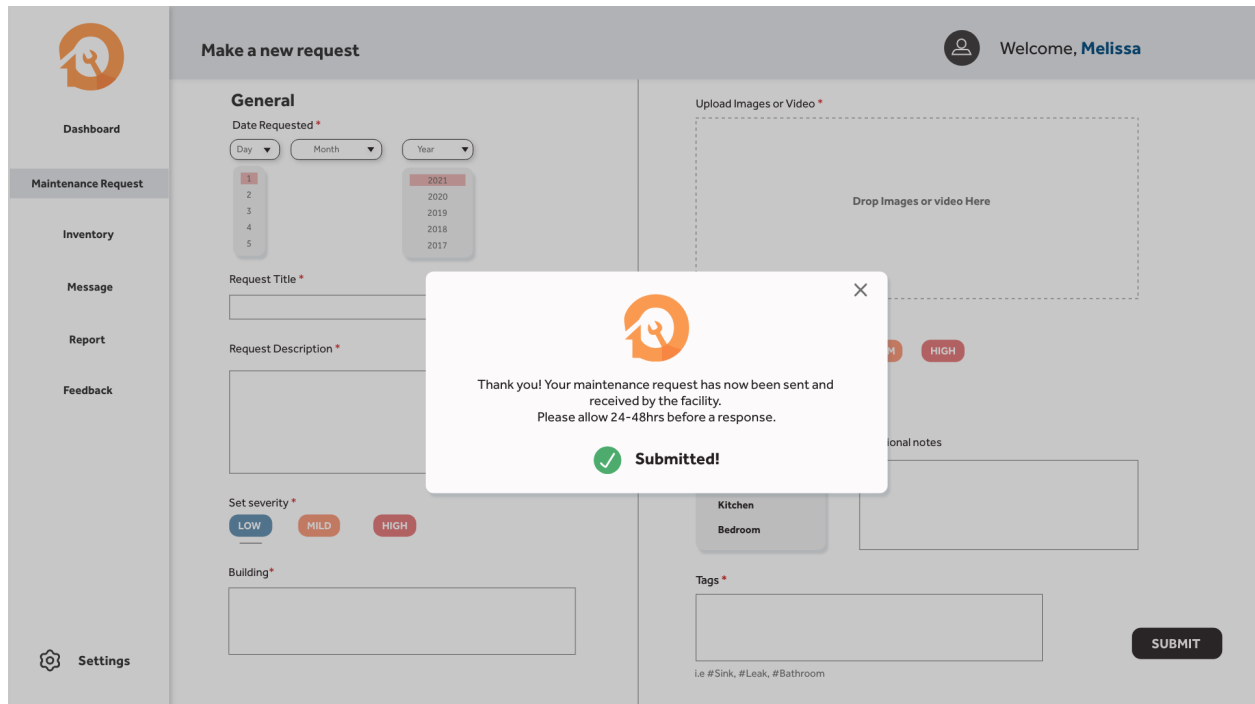 Make a new request
Welcome, Melissa
Dashboard
Maintenance Request
Inventory
Message
Report
Feedback
Settings
General
Date Requested *
Day ▼ Month ▼ Year ▼
1 2021
2 2020
3 2019
4 2018
5 2017
Request Title *
Request Description *
Set severity *
LOW MILD HIGH
Building*
Upload Images or Video *
Drop Images or video Here
HIGH
Kitchen
Bedroom
notes
Tags *
i.e #Sink, #Leak, #Bathroom
SUBMIT
Thank you! Your maintenance request has now been sent and
received by the facility.
Please allow 24-48hrs before a response.
Submitted!